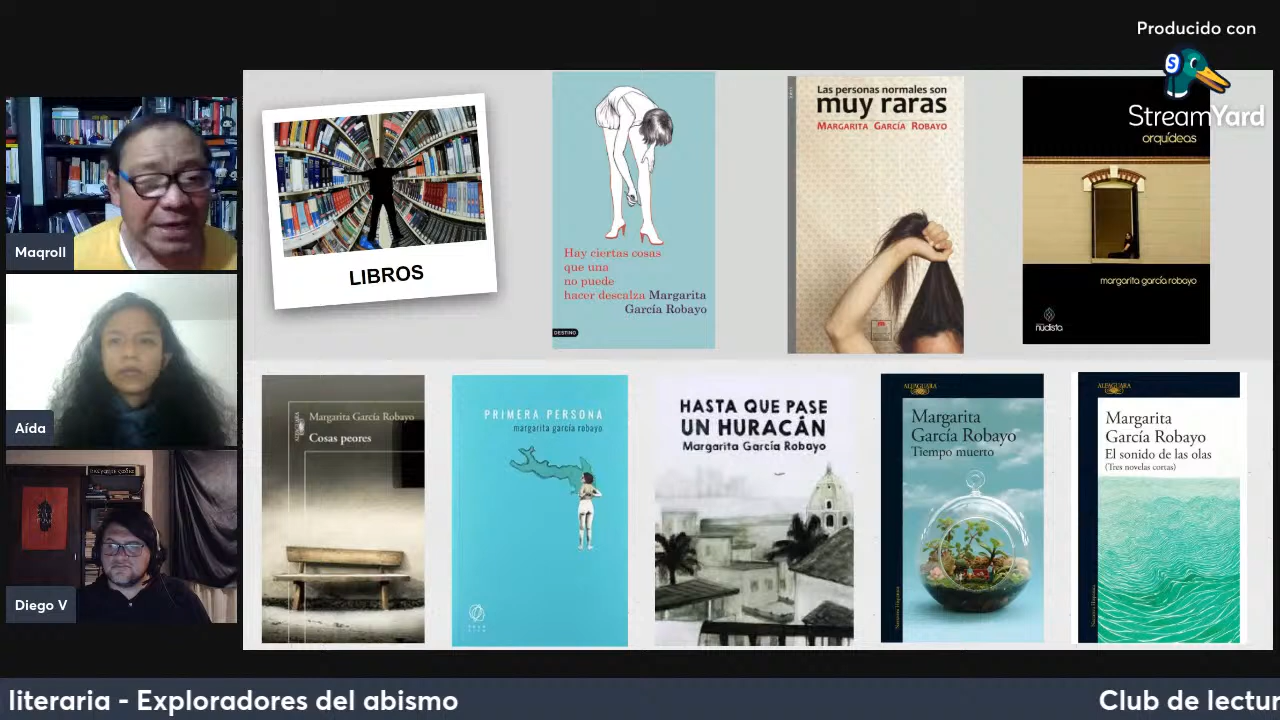 Producido con
StreamYard
Maqroll
Aída
Diego V
LIBROS
Hay ciertas cosas
que una
no puede
hacer descalza Margarita
García Robayo
DESTINO
Las personas normales son
muy raras
MARGARITA GARCÍA ROBAYO
orquídeas
margarita garcía robayo
nudista
ALFAGUARA
Margarita García Robayo
Cosas peores
PRIMERA PERSONA
margarita garcía robayo
HASTA QUE PASE
UN HURACÁN
Margarita García Robayo
ALFAGUARA
Margarita
García Robayo
Tiempo muerto
ALFAGUARA
Margarita
García Robayo
El sonido de las olas
(Tres novelas cortas)
literaria - Exploradores del abismo
Club de lectur